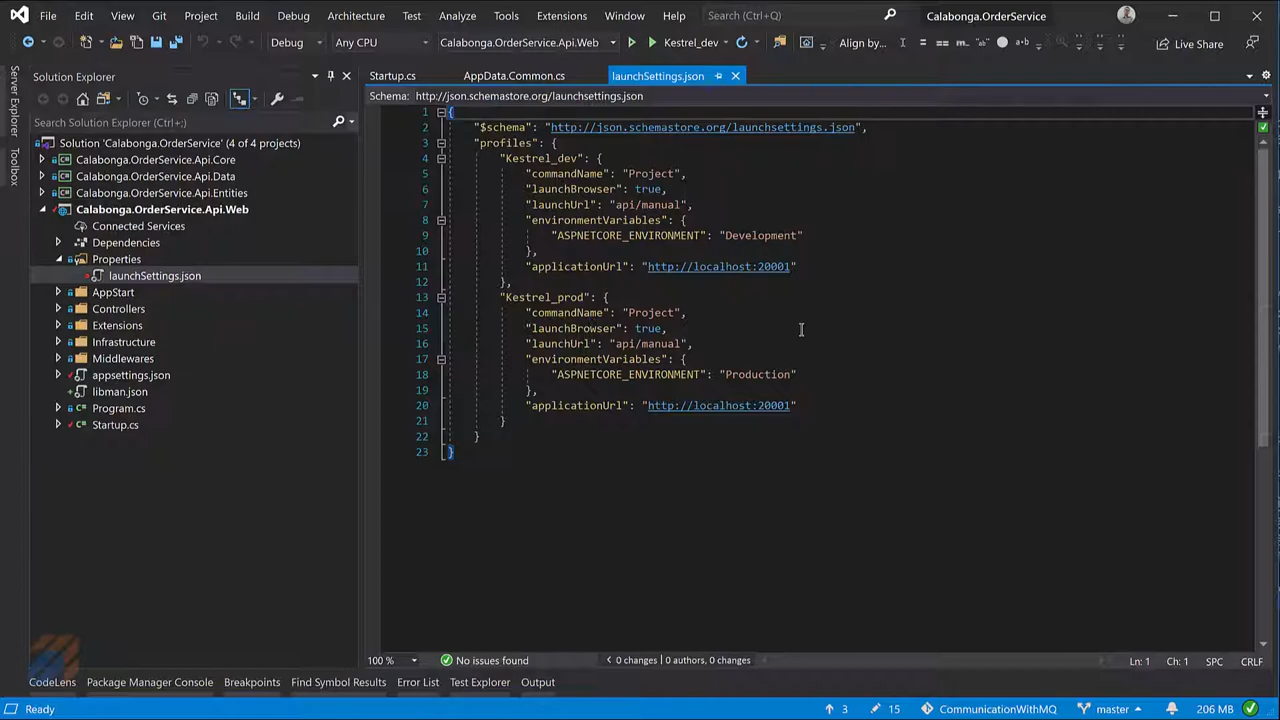 File Edit View Git Project Build Debug Architecture Test Analyze Tools Extensions Window Help Search (Ctrl+Q) Calabonga.OrderService
Debug Any CPU Calabonga.OrderService.Api.Web Kestrel_dev Align by... Live Share
Server Explorer
Toolbox
Solution Explorer
Search Solution Explorer (Ctrl+;)
Solution 'Calabonga.OrderService' (4 of 4 projects)
Calabonga.OrderService.Api.Core
Calabonga.OrderService.Api.Data
Calabonga.OrderService.Api.Entities
Calabonga.OrderService.Api.Web
Connected Services
Dependencies
Properties
launchSettings.json
AppStart
Controllers
Extensions
Infrastructure
Middlewares
appsettings.json
libman.json
Program.cs
Startup.cs
Startup.cs AppData.Common.cs launchSettings.json
Schema: http://json.schemastore.org/launchsettings.json
1 {
2 "$schema": "http://json.schemastore.org/launchsettings.json",
3 "profiles": {
4 "Kestrel_dev": {
5 "commandName": "Project",
6 "launchBrowser": true,
7 "launchUrl": "api/manual",
8 "environmentVariables": {
9 "ASPNETCORE_ENVIRONMENT": "Development"
10 },
11 "applicationUrl": "http://localhost:20001"
12 },
13 "Kestrel_prod": {
14 "commandName": "Project",
15 "launchBrowser": true,
16 "launchUrl": "api/manual",
17 "environmentVariables": {
18 "ASPNETCORE_ENVIRONMENT": "Production"
19 },
20 "applicationUrl": "http://localhost:20001"
21 }
22 }
23 }
100 % No issues found 0 changes | 0 authors, 0 changes Ln: 1 Ch: 1 SPC CRLF
CodeLens Package Manager Console Breakpoints Find Symbol Results Error List Test Explorer Output
Ready 3 15 CommunicationWithMQ master 206 MB